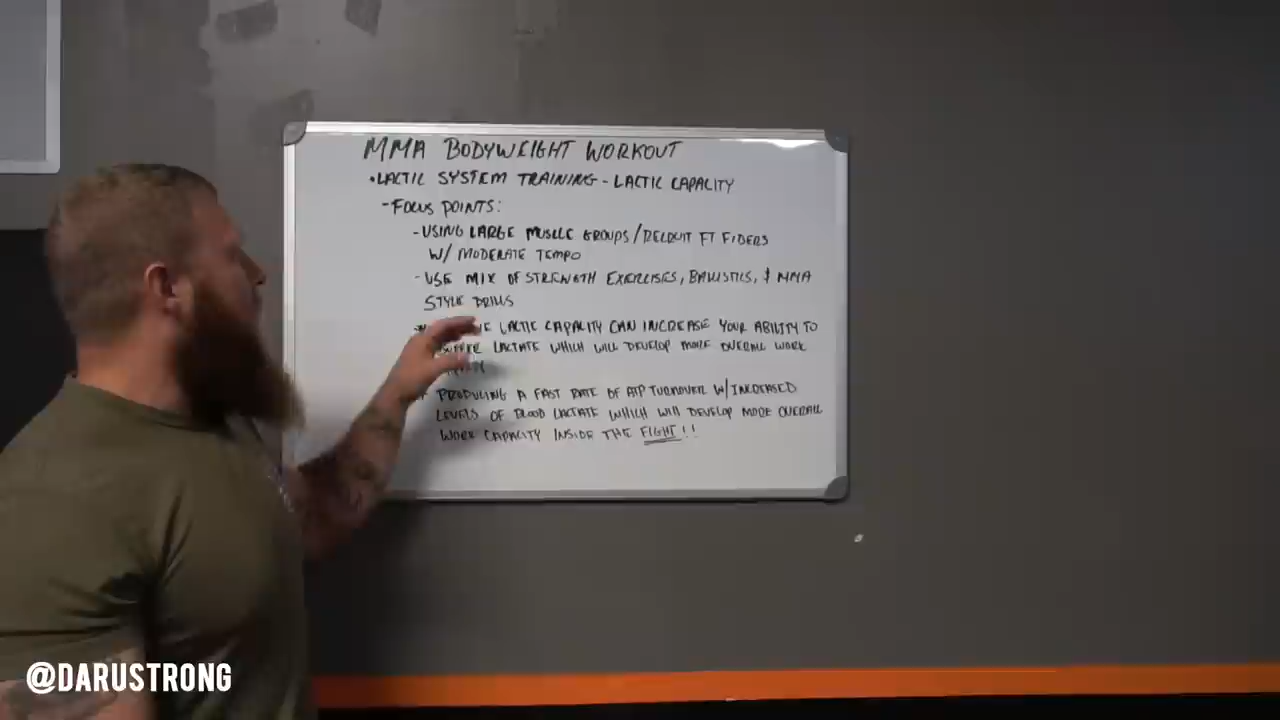 MMA BODYWEIGHT WORKOUT
•LACTIC SYSTEM TRAINING - LACTIC CAPACITY
- FOCUS POINTS:
- USING LARGE MUSCLE GROUPS/RECRUIT FT FIBERS
W/ MODERATE TEMPO
- USE MIX OF STRENGTH EXERCISES, BALLISTICS, & MMA
STYLE DRILLS
LACTIC CAPACITY CAN INCREASE YOUR ABILITY TO
BUFFER LACTATE WHICH WILL DEVELOP MORE OVERALL WORK
PRODUCING A FAST RATE OF ATP TURNOVER W/ INCREASED
LEVELS OF BLOOD LACTATE WHICH WILL DEVELOP MORE OVERALL
WORK CAPACITY INSIDE THE FIGHT!!
@DARUSTRONG